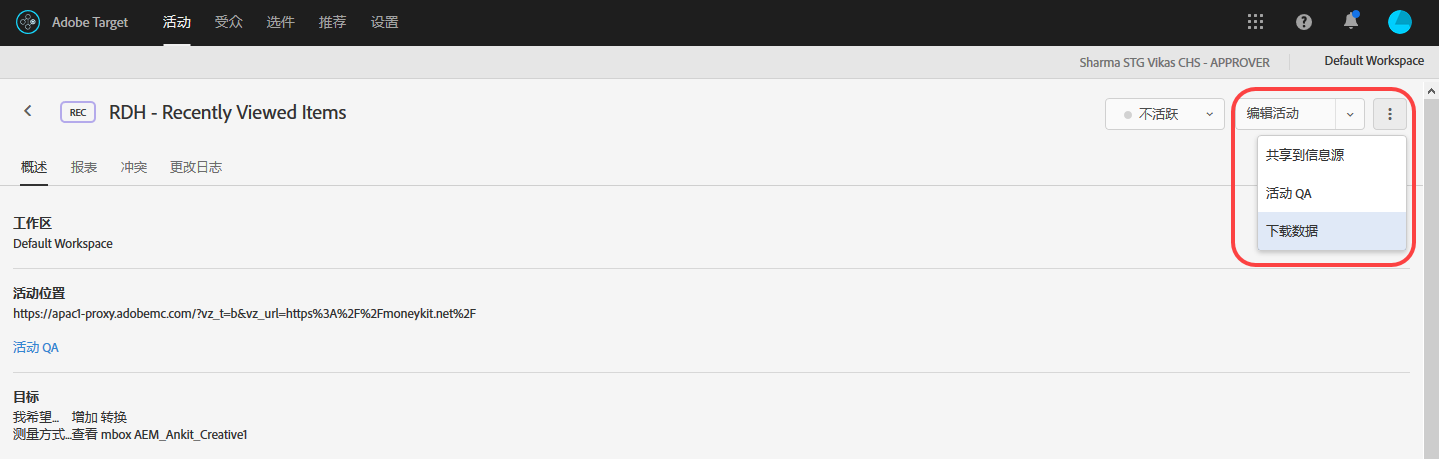 Adobe Target 活动 受众 选件 推荐 设置
Sharma STG Vikas CHS - APPROVER Default Workspace
REC RDH - Recently Viewed Items 不活跃 编辑活动
共享到信息源
活动 QA
下载数据
概述 报表 冲突 更改日志
工作区
Default Workspace
活动位置
https://apac1-proxy.adobemc.com/?vz_t=b&vz_url=https%3A%2F%2Fmoneykit.net%2F
活动 QA
目标
我希望... 增加 转换
测量方式...查看 mbox AEM_Ankit_Creative1